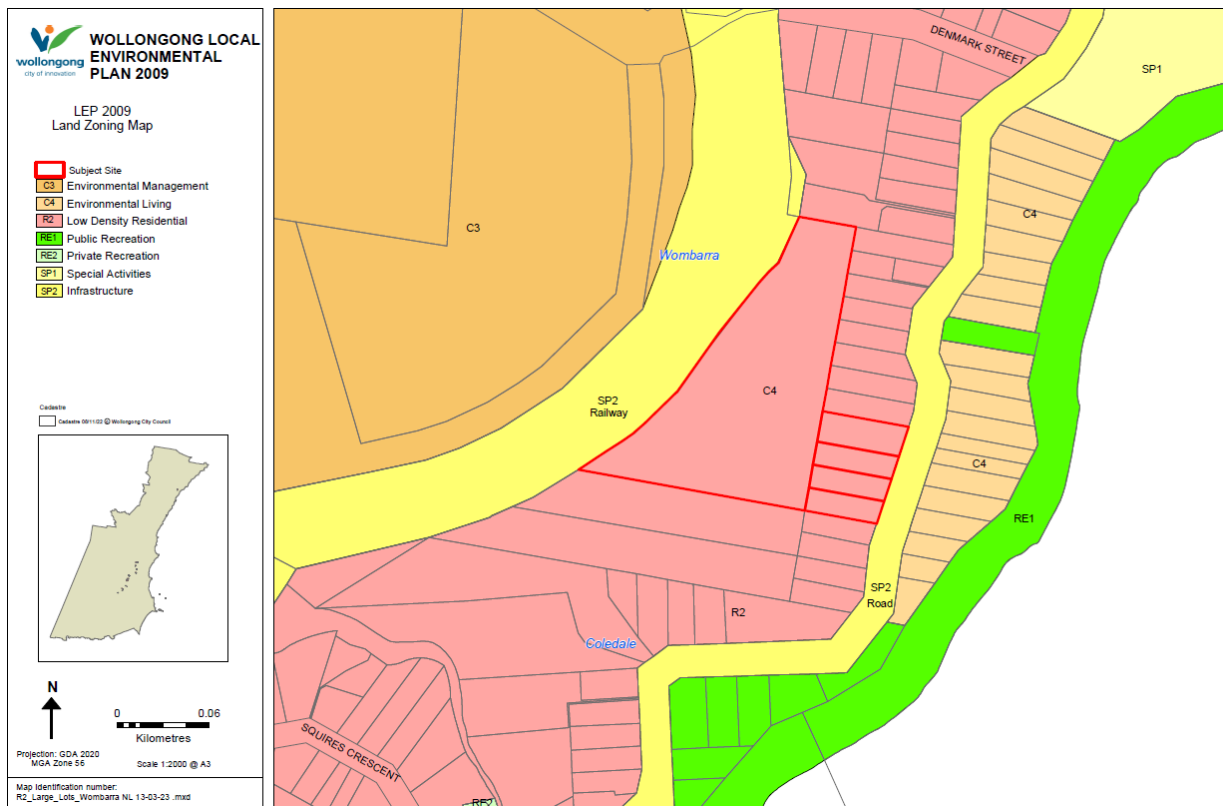 wollongong
city of innovation
WOLLONGONG LOCAL
ENVIRONMENTAL
PLAN 2009
LEP 2009
Land Zoning Map
Subject Site
C3 Environmental Management
C4 Environmental Living
R2 Low Density Residential
RE1 Public Recreation
RE2 Private Recreation
SP1 Special Activities
SP2 Infrastructure
Cadastre
Cadastre 08/11/22 © Wollongong City Council
N
0 0.06
Kilometres
Projection: GDA 2020
MGA Zone 56
Scale 1:2000 @ A3
Map Identification number:
R2_Large_Lots_Wombarra NL 13-03-23 .mxd
DENMARK STREET
SP1
C4
C3
Wombarra
C4
SP2
Railway
C4
RE1
SP2
Road
R2
Coledale
SQUIRES CRESCENT
RE2